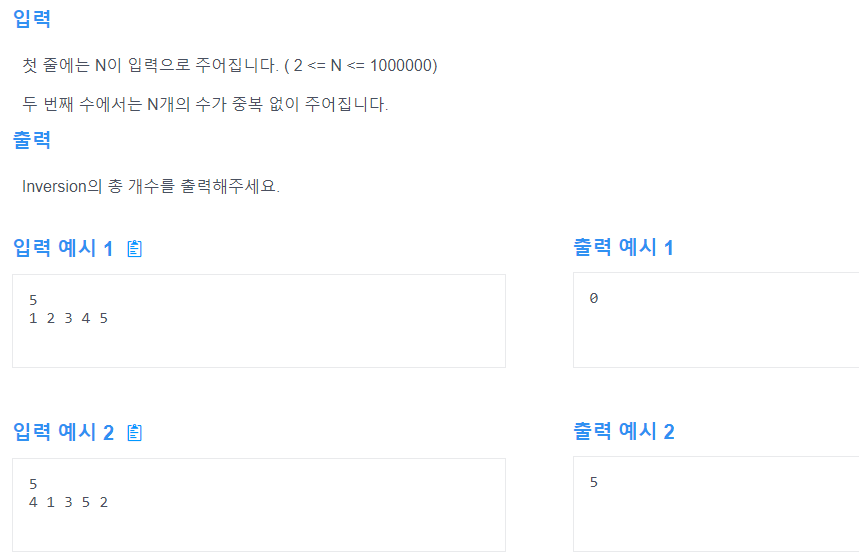 입력
첫 줄에는 N이 입력으로 주어집니다. ( 2 <= N <= 1000000)
두 번째 수에서는 N개의 수가 중복 없이 주어집니다.
출력
Inversion의 총 개수를 출력해주세요.
입력 예시 1
출력 예시 1
5
1 2 3 4 5
0
입력 예시 2
출력 예시 2
5
4 1 3 5 2
5